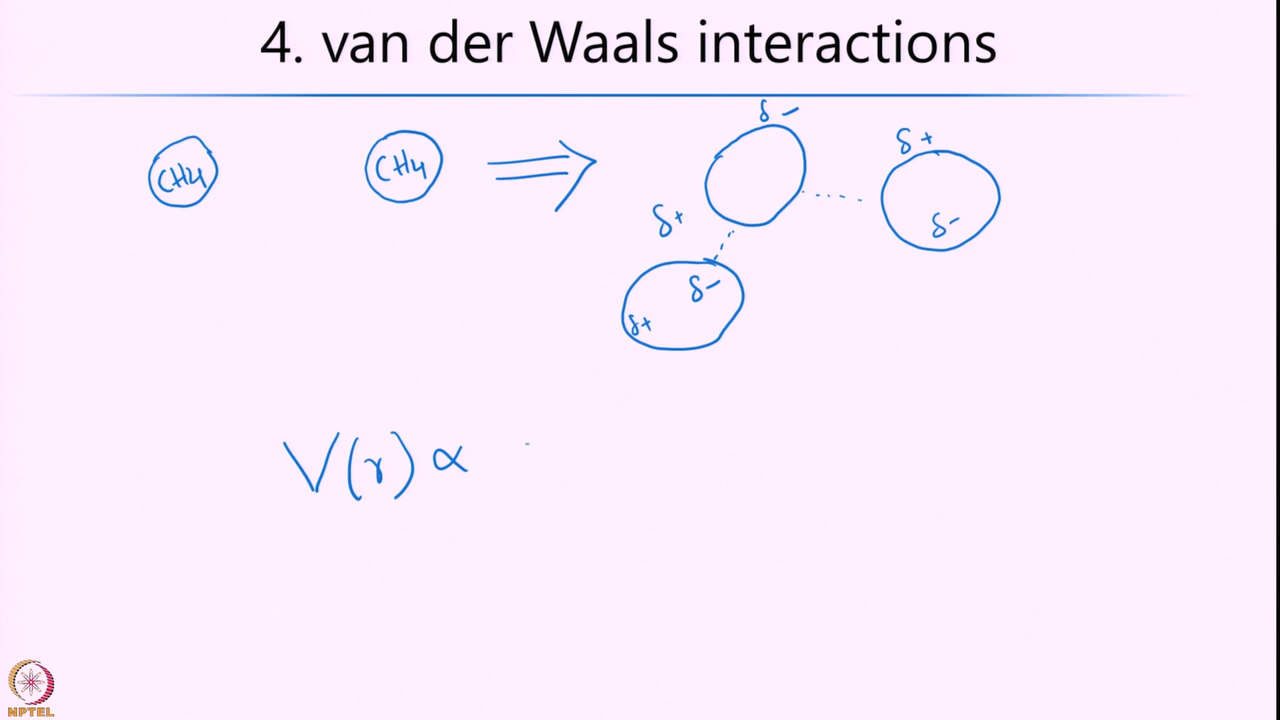 4. van der Waals interactions
CH4 CH4
δ-
δ+
δ-
δ+
δ-
δ+
V(r) ∝
NPTEL